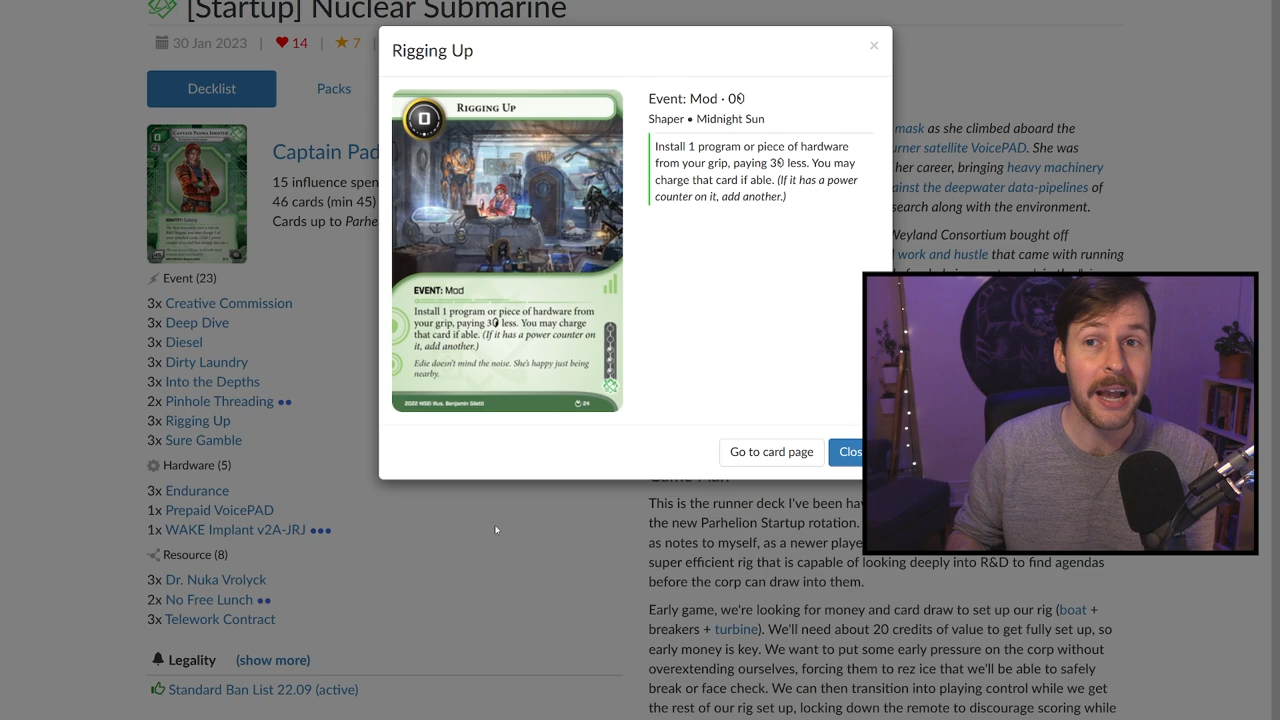 [Startup] Nuclear Submarine
30 Jan 2023 | 14 | 7 |
Decklist
Packs
Captain Pad
15 influence spen
46 cards (min 45)
Cards up to Parhe
Event (23)
3x Creative Commission
3x Deep Dive
3x Diesel
3x Dirty Laundry
3x Into the Depths
2x Pinhole Threading ●●
3x Rigging Up
3x Sure Gamble
Hardware (5)
3x Endurance
1x Prepaid VoicePAD
1x WAKE Implant v2A-JRJ ●●●
Resource (8)
3x Dr. Nuka Vrolyck
2x No Free Lunch ●●
3x Telework Contract
Legality (show more)
Standard Ban List 22.09 (active)
Rigging Up
×
0
Rigging Up
EVENT: Mod
Install 1 program or piece of hardware from
your grip, paying 3 less. You may charge
that card if able. (If it has a power counter on
it, add another.)
Edie doesn't mind the noise. She's happy just being
nearby.
2022 NISEI Illus. Benjamin Giletti
24
Event: Mod · 0
Shaper • Midnight Sun
Install 1 program or piece of hardware
from your grip, paying 3 less. You may
charge that card if able. (If it has a power
counter on it, add another.)
Go to card page
Clos
mask as she climbed aboard the
urner satellite VoicePAD. She was
her career, bringing heavy machinery
ainst the deepwater data-pipelines of
search along with the environment.
Weyland Consortium bought off
work and hustle that came with running
Game Plan
This is the runner deck I've been hav
the new Parhelion Startup rotation.
as notes to myself, as a newer playe
super efficient rig that is capable of looking deeply into R&D to find agendas
before the corp can draw into them.
Early game, we're looking for money and card draw to set up our rig (boat +
breakers + turbine). We'll need about 20 credits of value to get fully set up, so
early money is key. We want to put some early pressure on the corp without
overextending ourselves, forcing them to rez ice that we'll be able to safely
break or face check. We can then transition into playing control while we get
the rest of our rig set up, locking down the remote to discourage scoring while